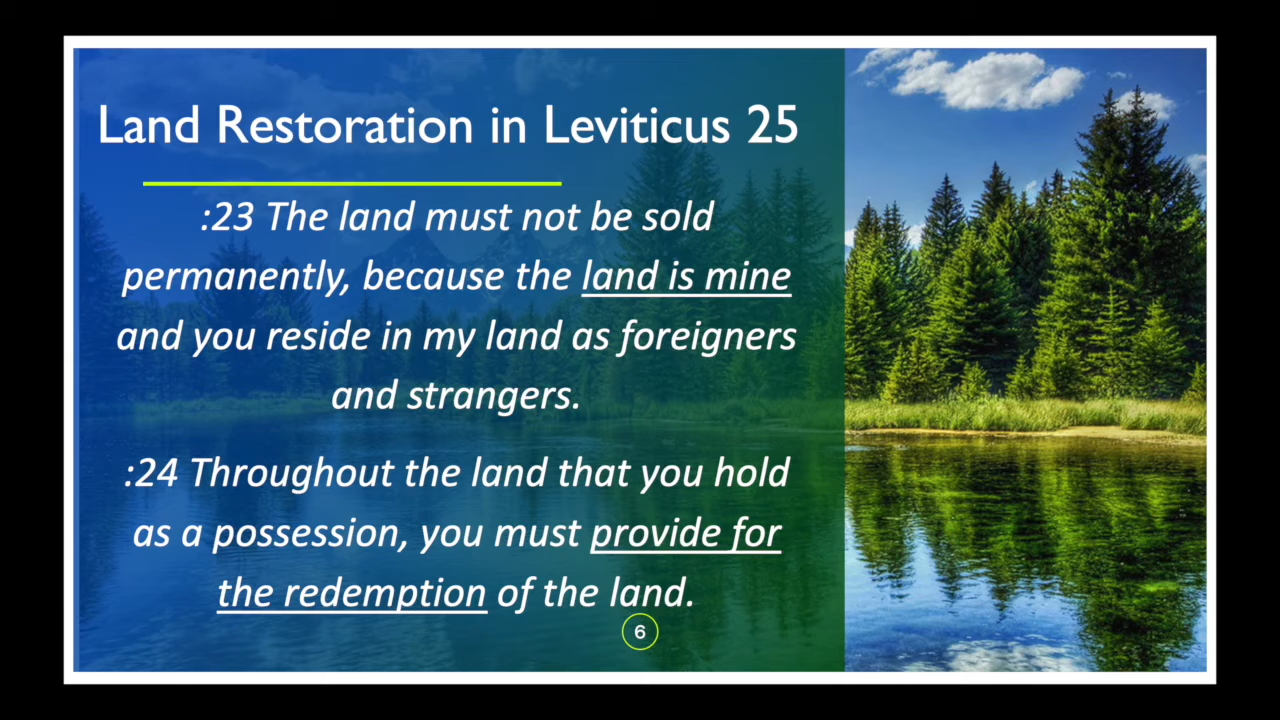 Land Restoration in Leviticus 25
:23 The land must not be sold
permanently, because the land is mine
and you reside in my land as foreigners
and strangers.
:24 Throughout the land that you hold
as a possession, you must provide for
the redemption of the land.
6